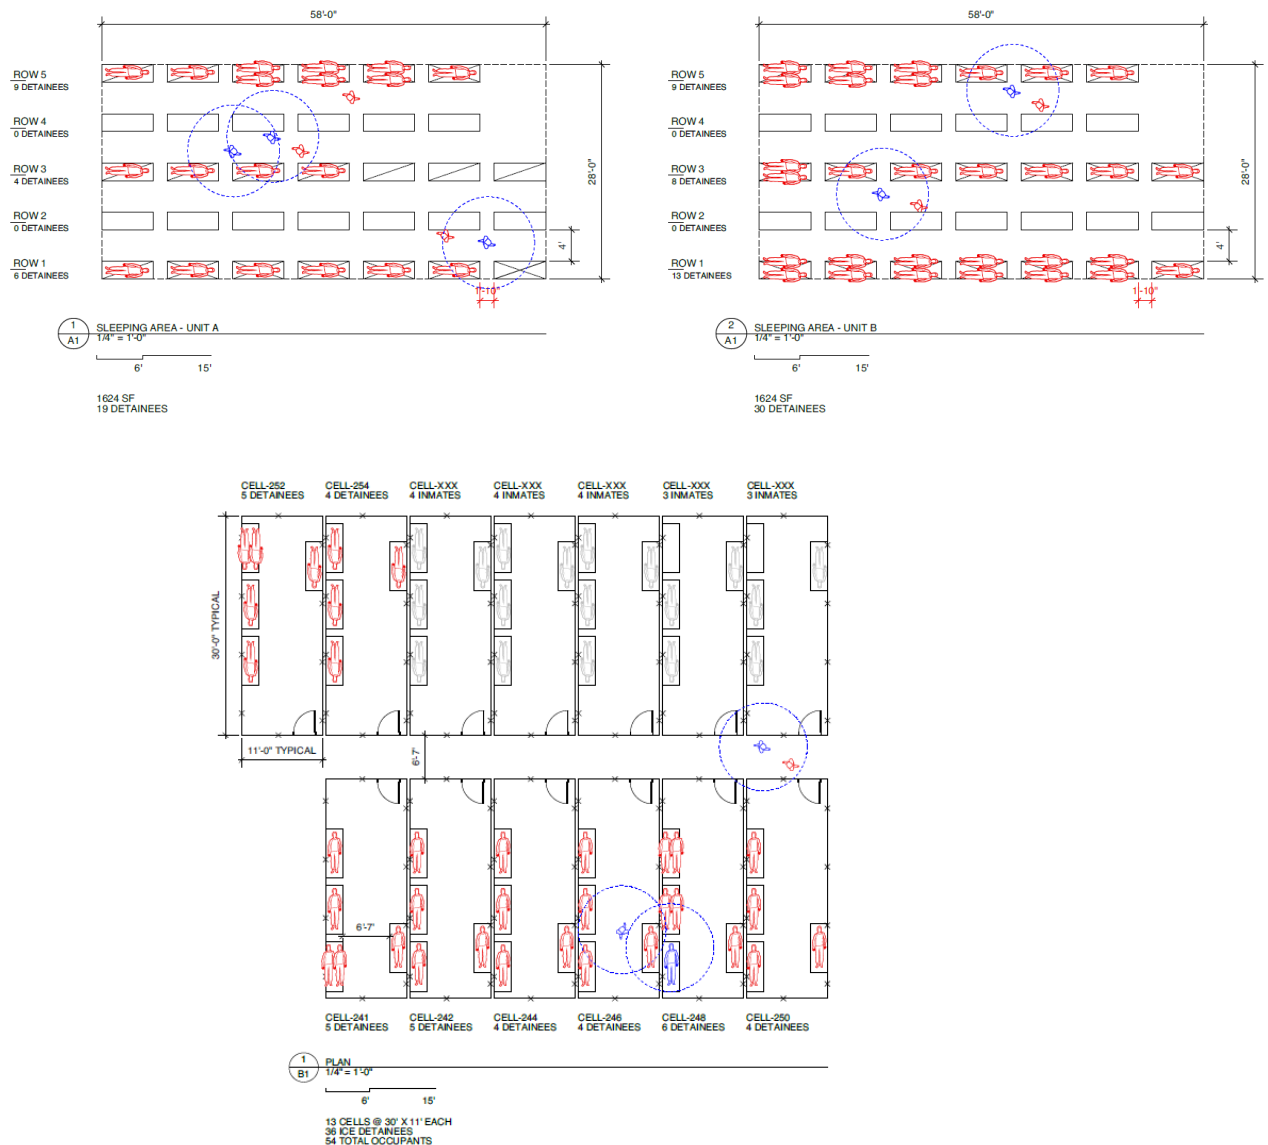 58'-0"
ROW 5
9 DETAINEES
ROW 4
0 DETAINEES
ROW 3
4 DETAINEES
ROW 2
0 DETAINEES
ROW 1
6 DETAINEES
28'-0"
4'
1'-10"
1
A1
SLEEPING AREA - UNIT A
1/4" = 1'-0"
6' 15'
1624 SF
19 DETAINEES
58'-0"
ROW 5
9 DETAINEES
ROW 4
0 DETAINEES
ROW 3
8 DETAINEES
ROW 2
0 DETAINEES
ROW 1
13 DETAINEES
28'-0"
4'
1'-10"
2
A1
SLEEPING AREA - UNIT B
1/4" = 1'-0"
6' 15'
1624 SF
30 DETAINEES
CELL-252
5 DETAINEES
CELL-254
4 DETAINEES
CELL-XXX
4 INMATES
CELL-XXX
4 INMATES
CELL-XXX
4 INMATES
CELL-XXX
3 INMATES
CELL-XXX
3 INMATES
30'-0" TYPICAL
11'-0" TYPICAL
6'-7"
6'-7"
CELL-241
5 DETAINEES
CELL-242
5 DETAINEES
CELL-244
4 DETAINEES
CELL-246
4 DETAINEES
CELL-248
6 DETAINEES
CELL-250
4 DETAINEES
1
B1
PLAN
1/4" = 1'-0"
6' 15'
13 CELLS @ 30' X 11' EACH
36 ICE DETAINEES
54 TOTAL OCCUPANTS